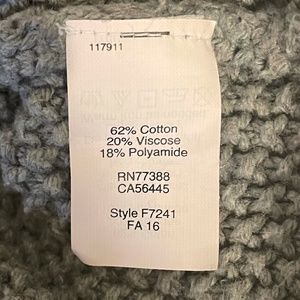 117911
62% Cotton
20% Viscose
18% Polyamide
RN77388
CA56445
Style F7241
FA 16